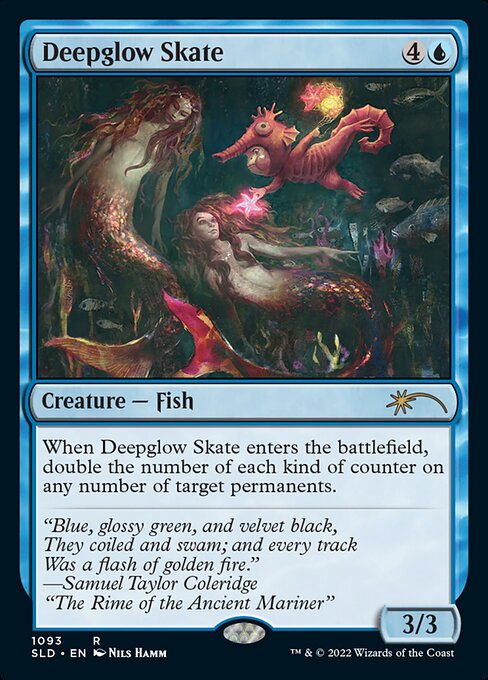 Deepglow Skate 4
Creature — Fish
When Deepglow Skate enters the battlefield,
double the number of each kind of counter on
any number of target permanents.
“Blue, glossy green, and velvet black,
They coiled and swam; and every track
Was a flash of golden fire.”
—Samuel Taylor Coleridge
“The Rime of the Ancient Mariner”
3/3
1093 R
SLD • EN Nils Hamm
™ & © 2022 Wizards of the Coast